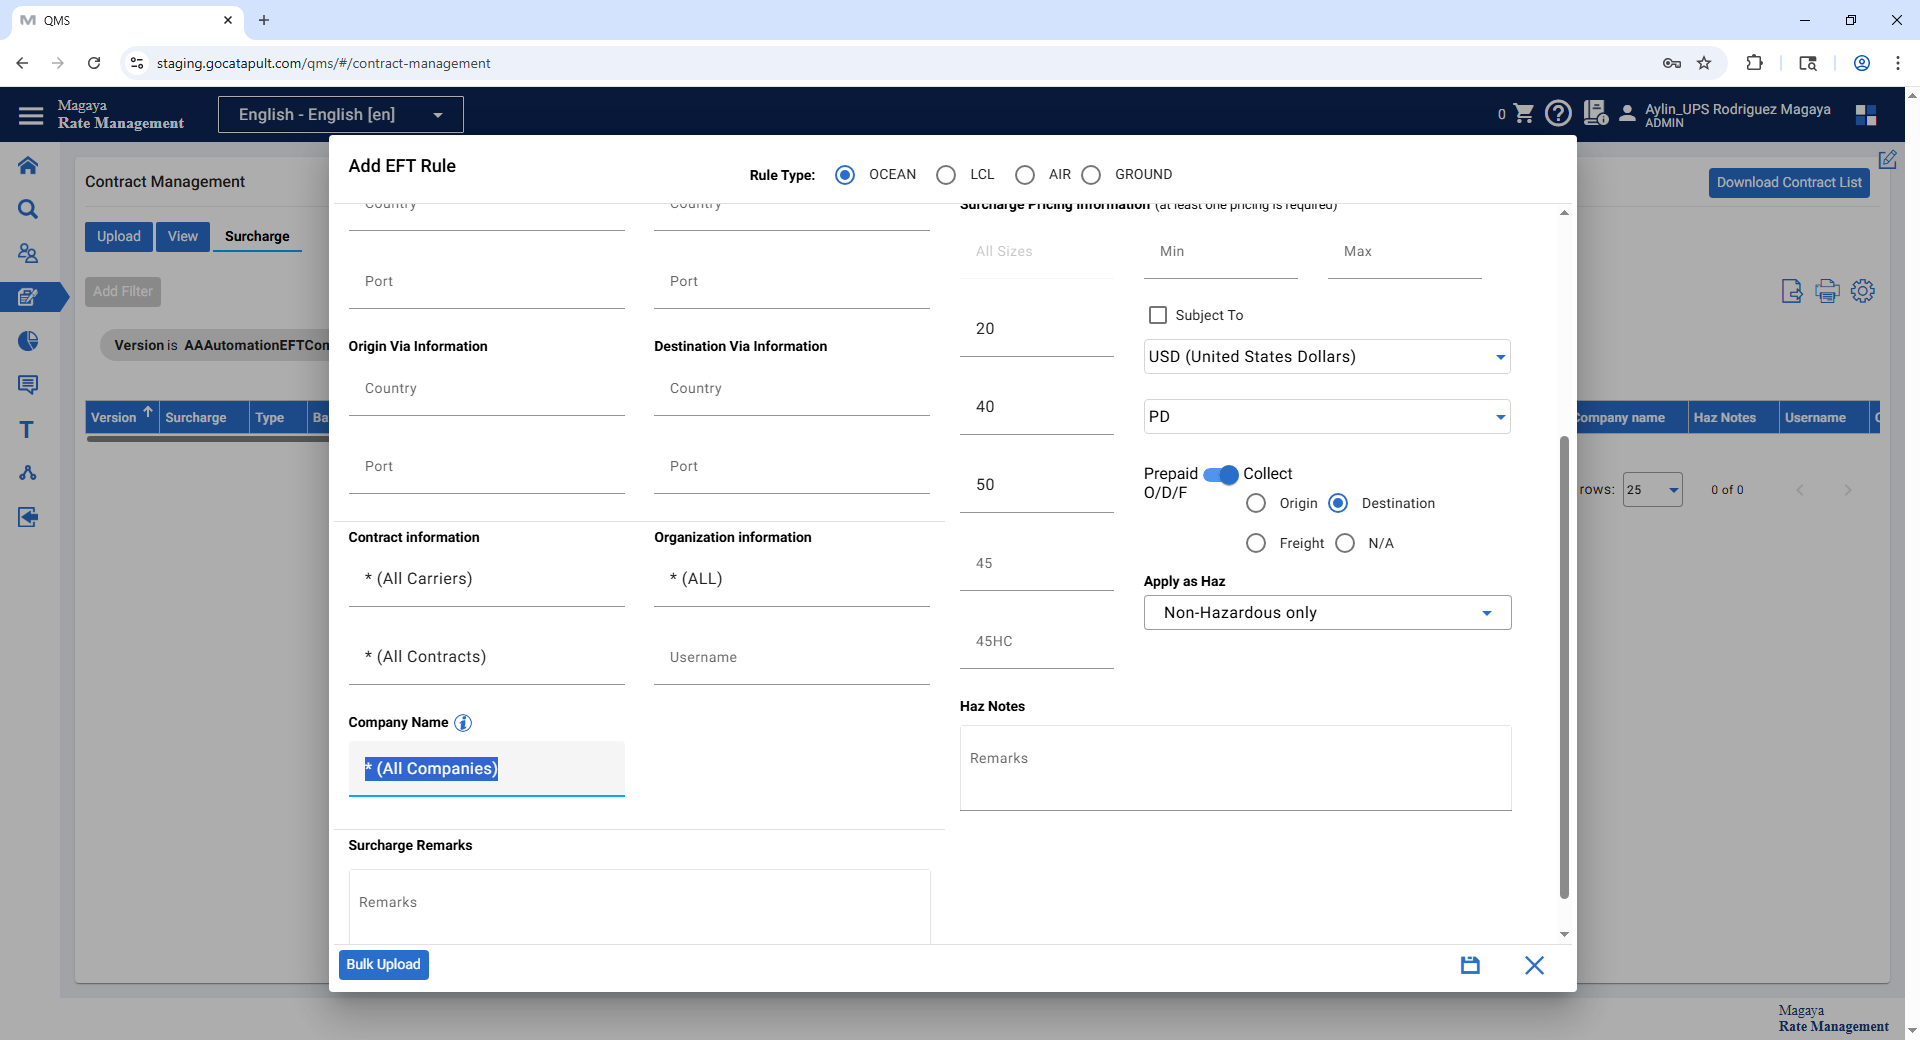 QMS
staging.gocatapult.com/qms/#/contract-management
Magaya
Rate Management
English - English [en]
0
Aylin_UPS Rodriguez Magaya
ADMIN
Contract Management
Download Contract List
Upload
View
Surcharge
Add Filter
Version is AAAutomationEFTCon
Version
Surcharge
Type
Ba
Company name
Haz Notes
Username
rows:
25
0 of 0
Add EFT Rule
Rule Type:
OCEAN
LCL
AIR
GROUND
Country
Country
Port
Port
Origin Via Information
Destination Via Information
Country
Country
Port
Port
Contract information
Organization information
* (All Carriers)
* (ALL)
* (All Contracts)
Username
Company Name
* (All Companies)
Surcharge Remarks
Remarks
Surcharge Pricing Information (at least one pricing is required)
All Sizes
Min
Max
20
40
50
45
45HC
Subject To
USD (United States Dollars)
PD
Prepaid
Collect
O/D/F
Origin
Destination
Freight
N/A
Apply as Haz
Non-Hazardous only
Haz Notes
Remarks
Bulk Upload
Magaya
Rate Management